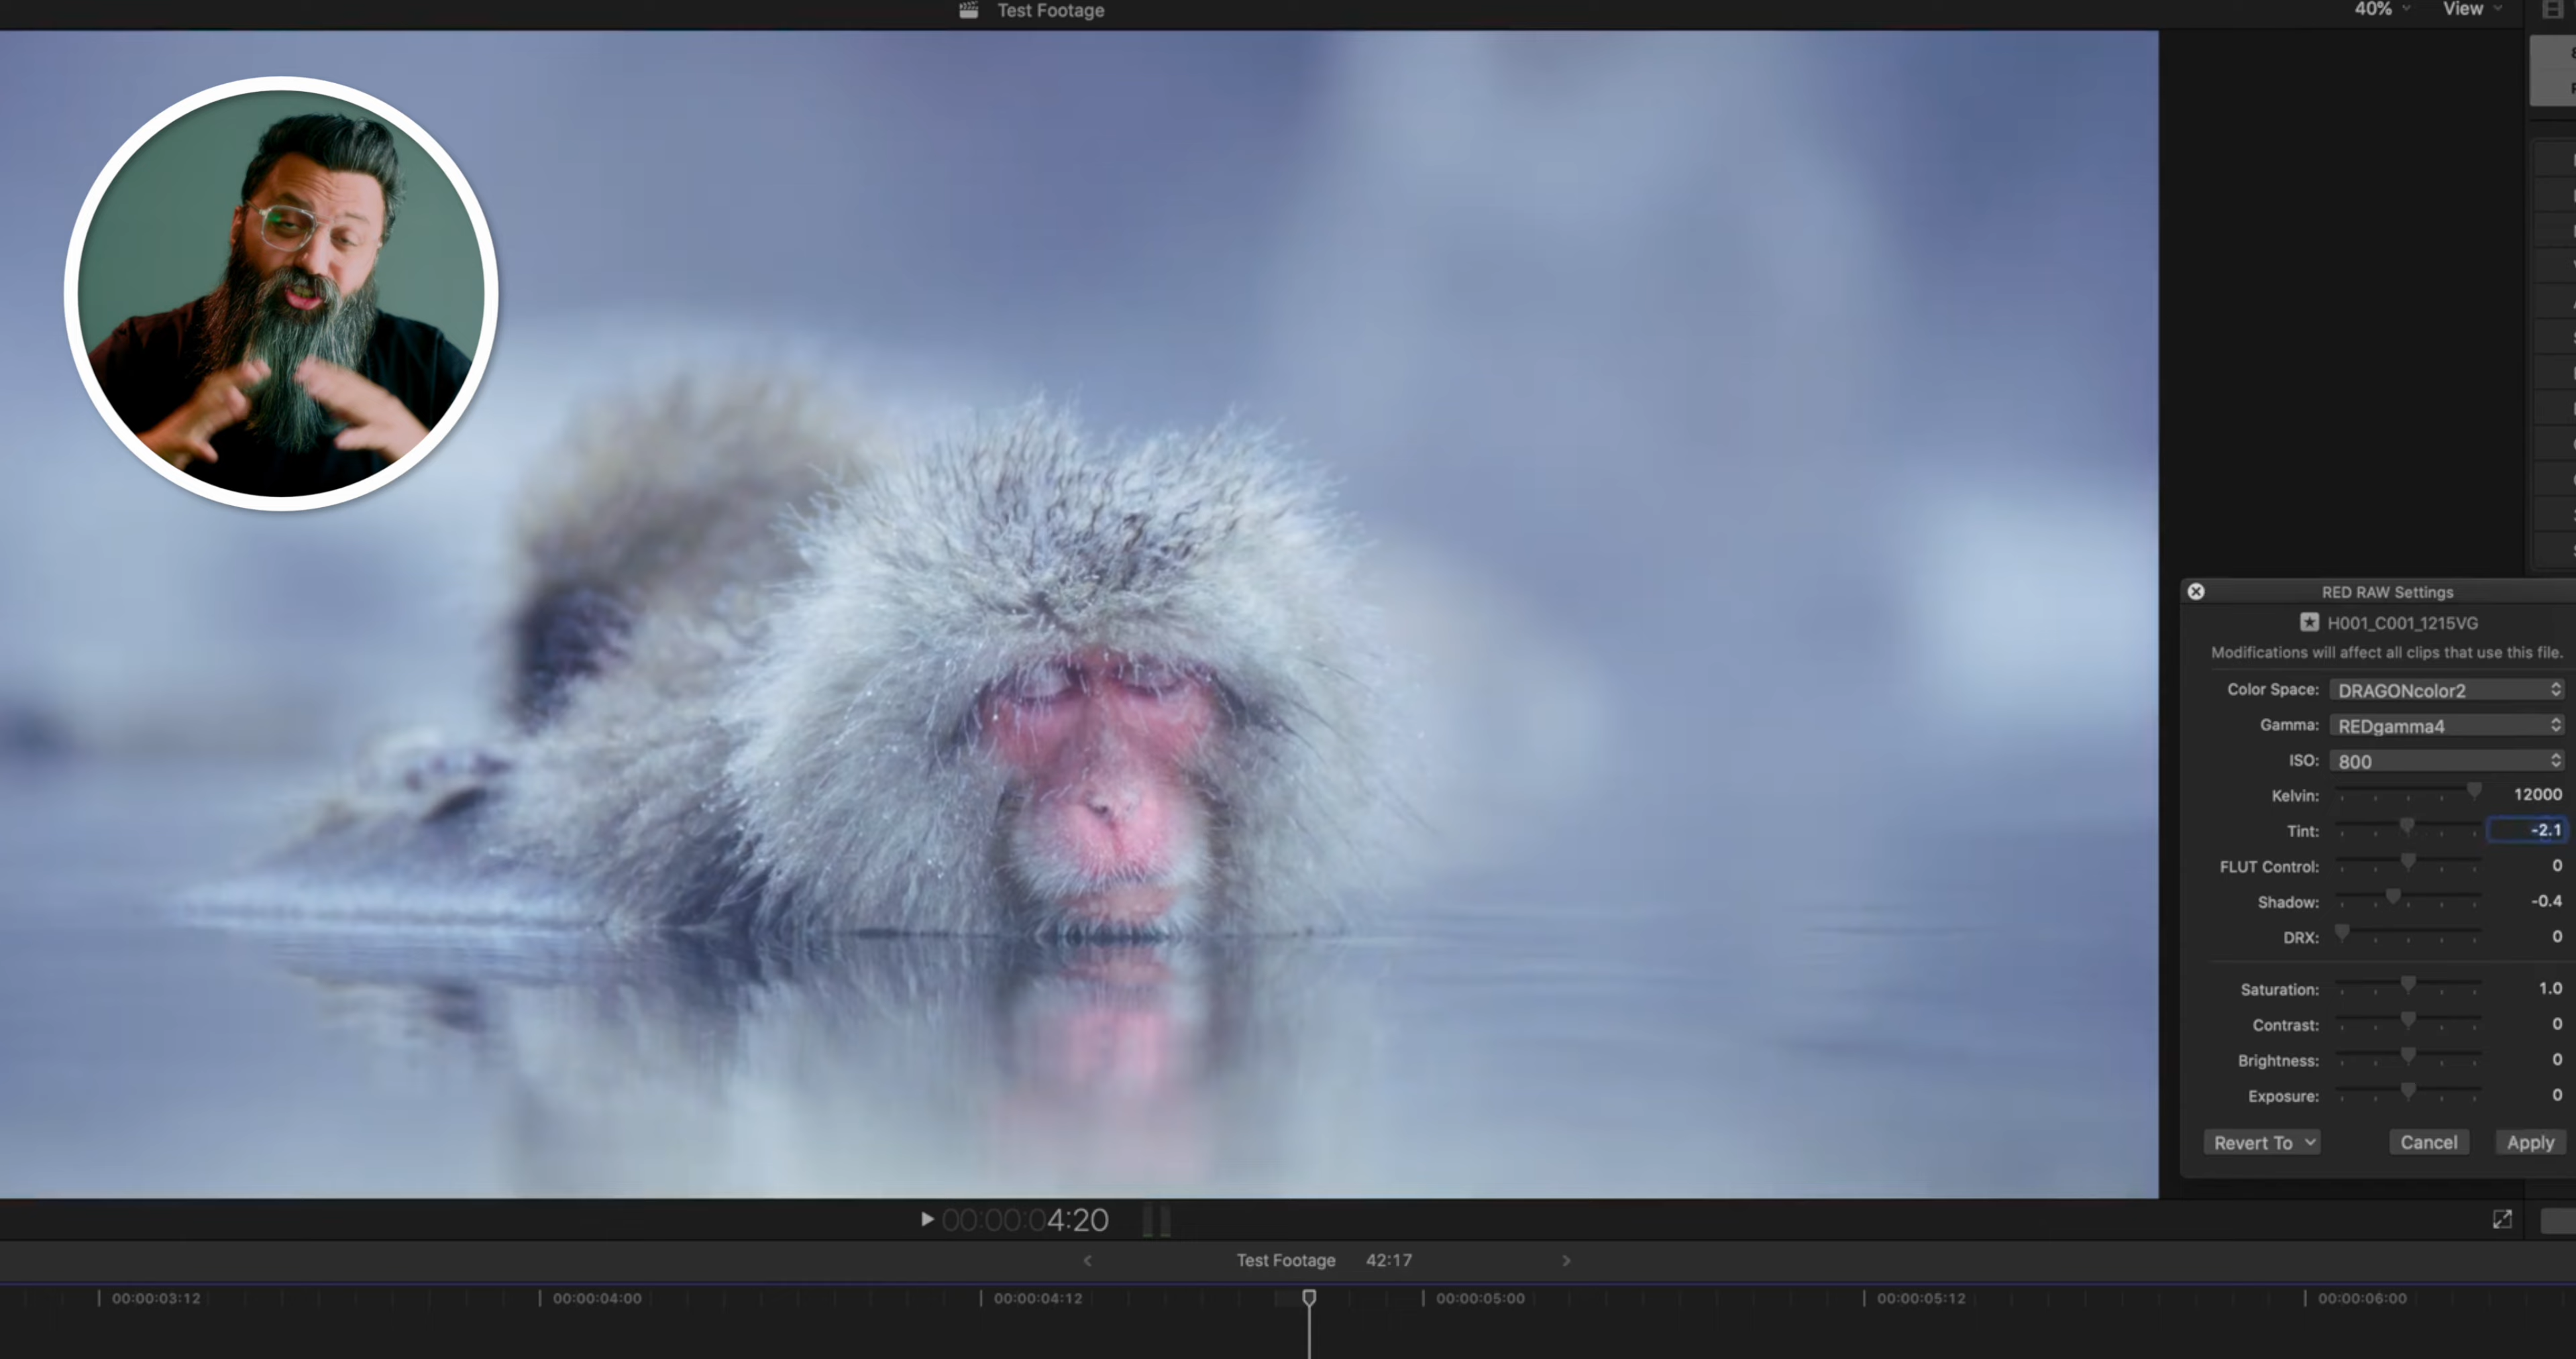 Test Footage
40% View
RED RAW Settings
H001_C001_1215VG
Modifications will affect all clips that use this file.
Color Space: DRAGONcolor2
Gamma: REDgamma4
ISO: 800
Kelvin: 12000
Tint: -2.1
FLUT Control: 0
Shadow: -0.4
DRX: 0
Saturation: 1.0
Contrast: 0
Brightness: 0
Exposure: 0
Revert To Cancel Apply
00:00:04:20
Test Footage 42:17
00:00:03:12 00:00:04:00 00:00:04:12 00:00:05:00 00:00:05:12 00:00:06:00